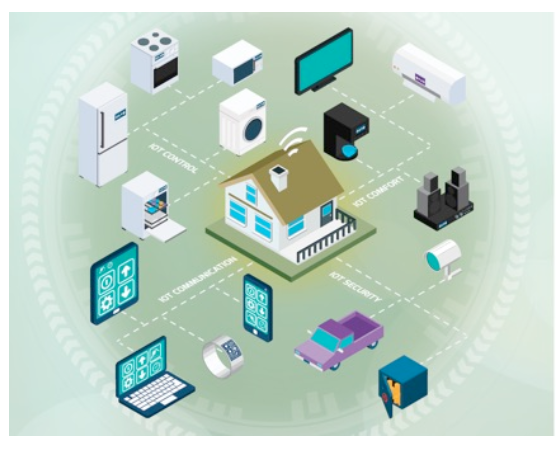 IOT CONTROL
IOT COMFORT
IOT COMMUNICATION
IOT SECURITY